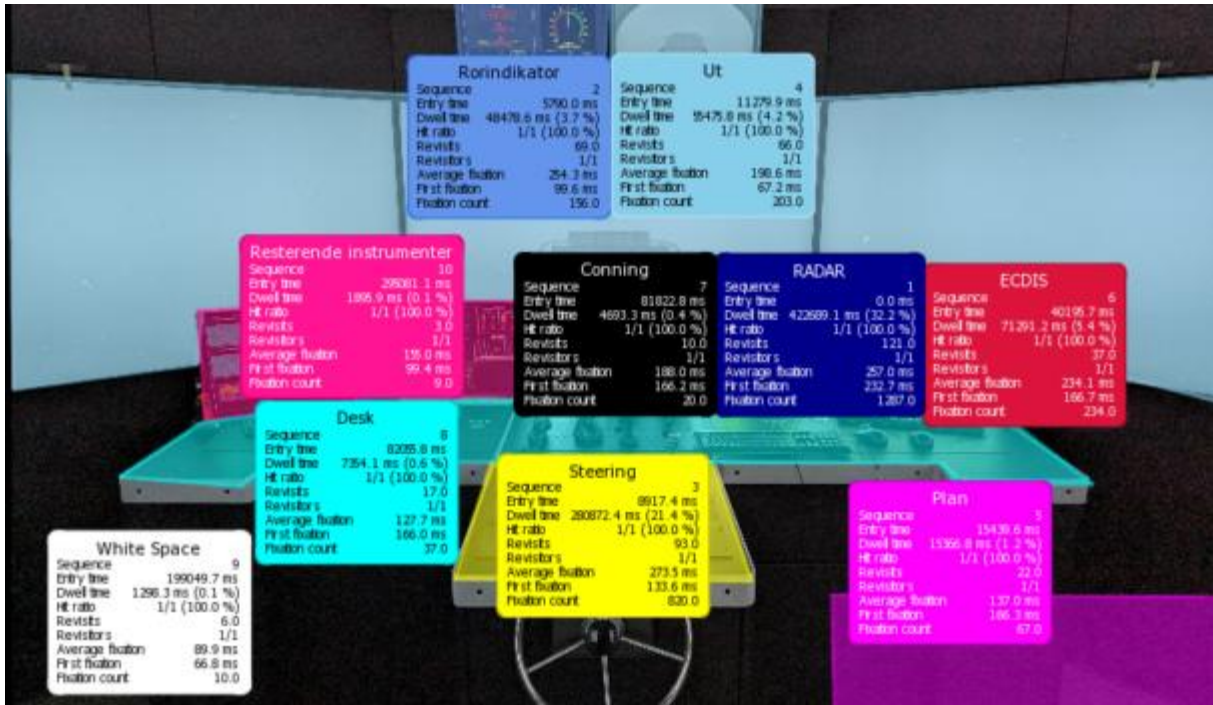 Rorindikator
Sequence 2
Entry time 5790.0 ms
Dwell time 48478.6 ms (3.7 %)
Hit ratio 1/1 (100.0 %)
Revisits 69.0
Revisitors 1/1
Average fixation 254.3 ms
First fixation 99.6 ms
Fixation count 156.0
Ut
Sequence 4
Entry time 11279.9 ms
Dwell time 55475.8 ms (4.2 %)
Hit ratio 1/1 (100.0 %)
Revisits 66.0
Revisitors 1/1
Average fixation 198.6 ms
First fixation 67.2 ms
Fixation count 203.0
Resterende instrumenter
Sequence 10
Entry time 295081.1 ms
Dwell time 1895.9 ms (0.1 %)
Hit ratio 1/1 (100.0 %)
Revisits 3.0
Revisitors 1/1
Average fixation 155.0 ms
First fixation 99.4 ms
Fixation count 9.0
Conning
Sequence 7
Entry time 81822.8 ms
Dwell time 4693.3 ms (0.4 %)
Hit ratio 1/1 (100.0 %)
Revisits 10.0
Revisitors 1/1
Average fixation 188.0 ms
First fixation 166.2 ms
Fixation count 20.0
RADAR
Sequence 1
Entry time 0.0 ms
Dwell time 422689.1 ms (32.2 %)
Hit ratio 1/1 (100.0 %)
Revisits 121.0
Revisitors 1/1
Average fixation 257.0 ms
First fixation 232.7 ms
Fixation count 1287.0
ECDIS
Sequence 6
Entry time 40195.7 ms
Dwell time 71291.2 ms (5.4 %)
Hit ratio 1/1 (100.0 %)
Revisits 37.0
Revisitors 1/1
Average fixation 234.1 ms
First fixation 166.7 ms
Fixation count 234.0
Desk
Sequence 8
Entry time 82055.8 ms
Dwell time 7354.1 ms (0.6 %)
Hit ratio 1/1 (100.0 %)
Revisits 17.0
Revisitors 1/1
Average fixation 127.7 ms
First fixation 166.0 ms
Fixation count 37.0
Steering
Sequence 3
Entry time 8917.4 ms
Dwell time 280872.4 ms (21.4 %)
Hit ratio 1/1 (100.0 %)
Revisits 93.0
Revisitors 1/1
Average fixation 273.5 ms
First fixation 133.6 ms
Fixation count 820.0
Plan
Sequence
Entry time 15439.6 ms
Dwell time 15366.8 ms (1.2 %)
Hit ratio 1/1 (100.0 %)
Revisits 22.0
Revisitors 1/1
Average fixation 137.0 ms
First fixation 166.3 ms
Fixation count 67.0
White Space
Sequence 9
Entry time 199049.7 ms
Dwell time 1298.3 ms (0.1 %)
Hit ratio 1/1 (100.0 %)
Revisits 6.0
Revisitors 1/1
Average fixation 89.9 ms
First fixation 66.8 ms
Fixation count 10.0